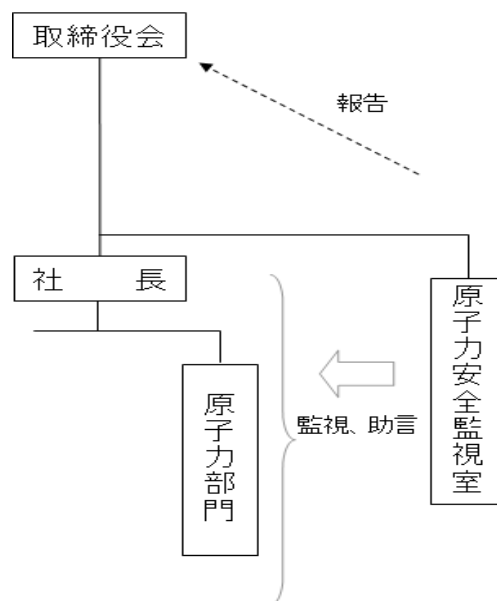 取締役会
報告
社　　長
原子力安全監視室
監視、助言
原子力部門